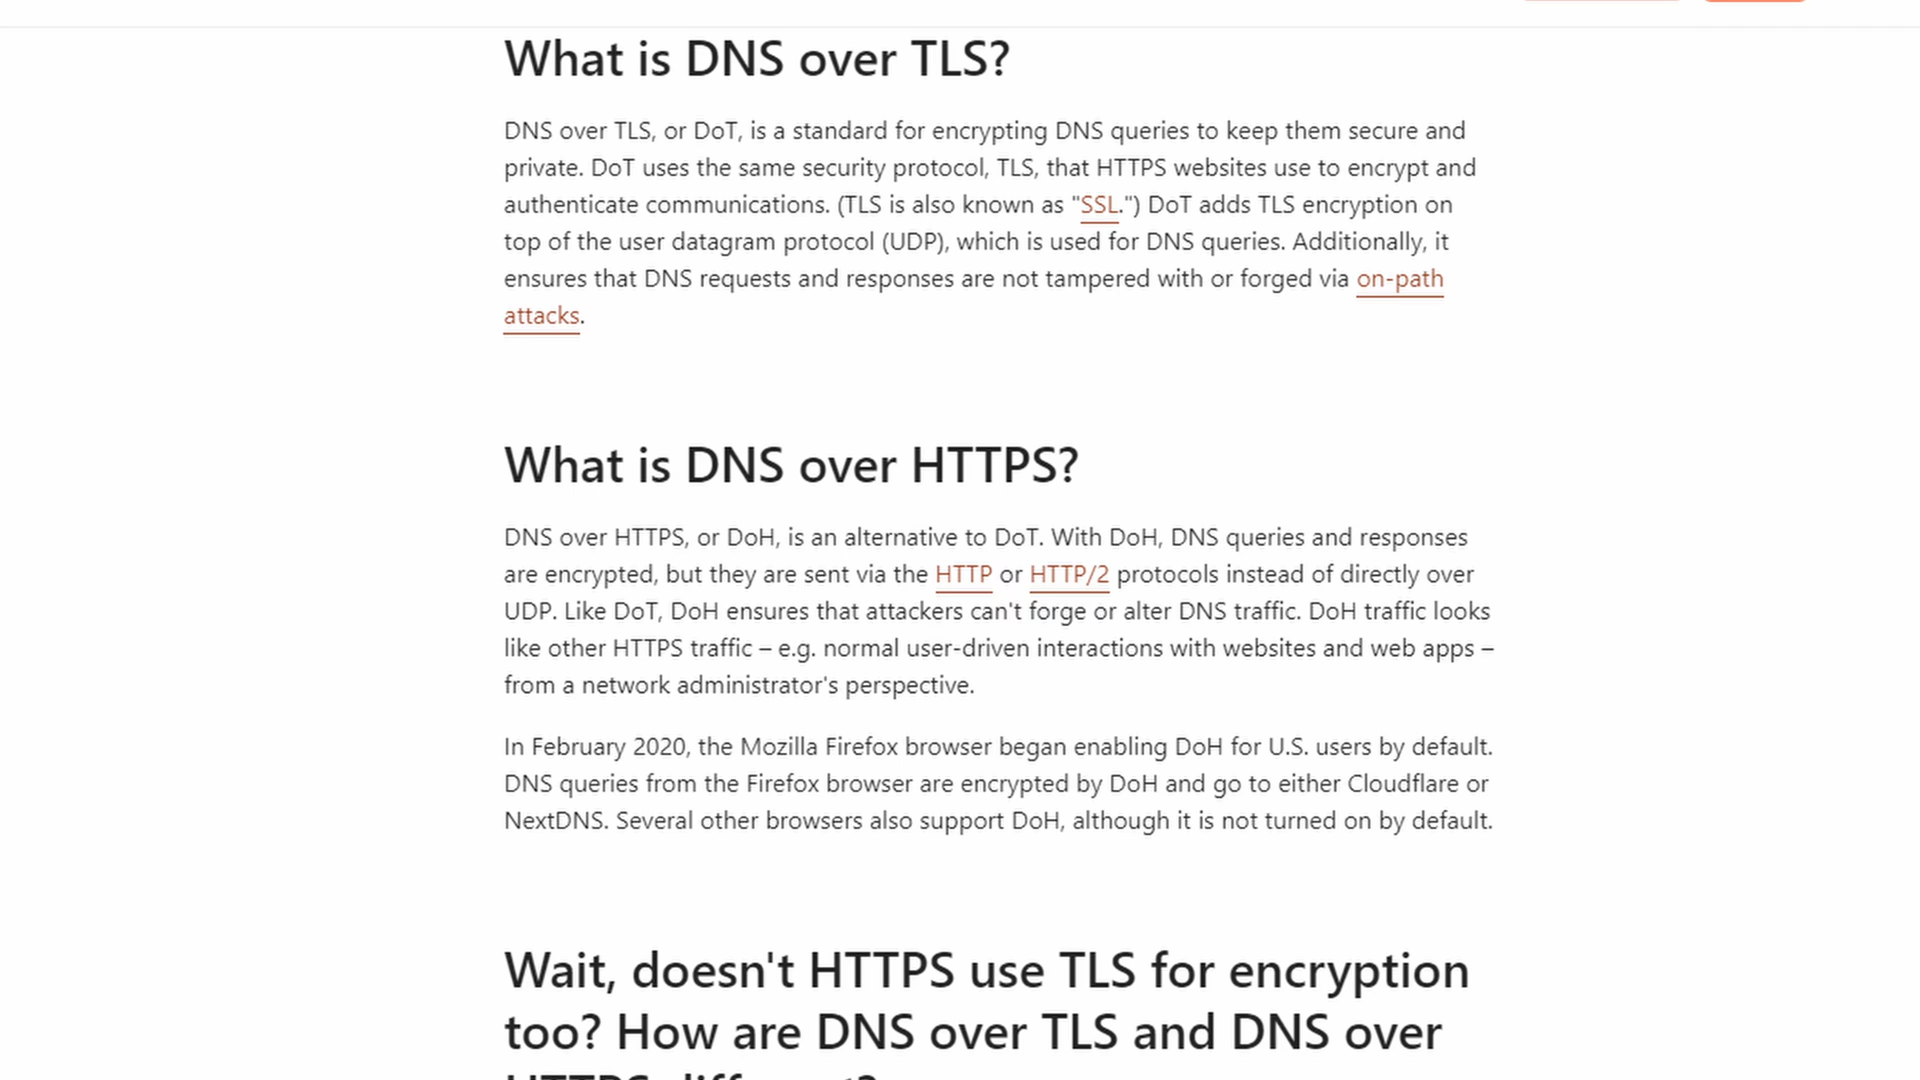 What is DNS over TLS?
DNS over TLS, or DoT, is a standard for encrypting DNS queries to keep them secure and
private. DoT uses the same security protocol, TLS, that HTTPS websites use to encrypt and
authenticate communications. (TLS is also known as "SSL.") DoT adds TLS encryption on
top of the user datagram protocol (UDP), which is used for DNS queries. Additionally, it
ensures that DNS requests and responses are not tampered with or forged via on-path
attacks.
What is DNS over HTTPS?
DNS over HTTPS, or DoH, is an alternative to DoT. With DoH, DNS queries and responses
are encrypted, but they are sent via the HTTP or HTTP/2 protocols instead of directly over
UDP. Like DoT, DoH ensures that attackers can't forge or alter DNS traffic. DoH traffic looks
like other HTTPS traffic – e.g. normal user-driven interactions with websites and web apps –
from a network administrator's perspective.
In February 2020, the Mozilla Firefox browser began enabling DoH for U.S. users by default.
DNS queries from the Firefox browser are encrypted by DoH and go to either Cloudflare or
NextDNS. Several other browsers also support DoH, although it is not turned on by default.
Wait, doesn't HTTPS use TLS for encryption
too? How are DNS over TLS and DNS over
HTTPS different?